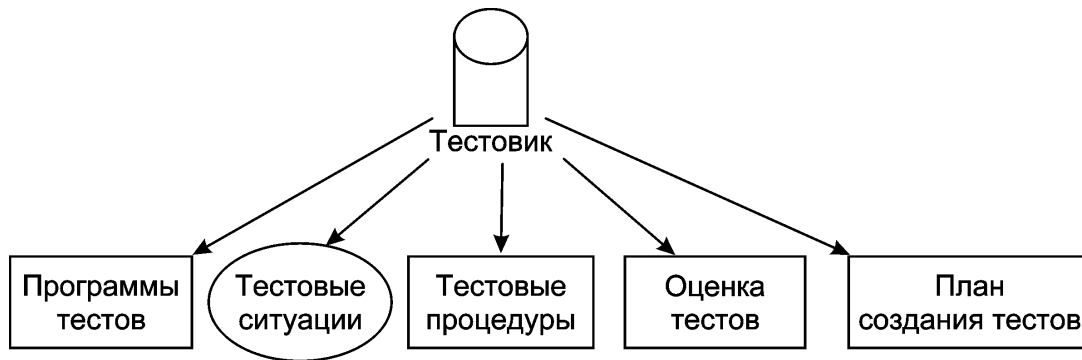 Тестовик
Программы
тестов
Тестовые
ситуации
Тестовые
процедуры
Оценка
тестов
План
создания тестов